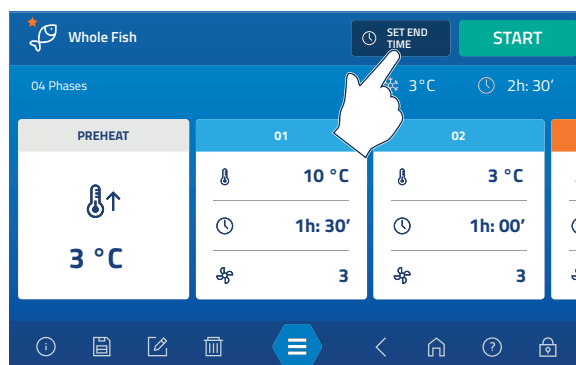 Whole Fish
SET END
TIME
START
04 Phases
3°C
2h: 30′
PREHEAT
01
02
10 °C
3 °C
1h: 30′
1h: 00′
3 °C
3
3